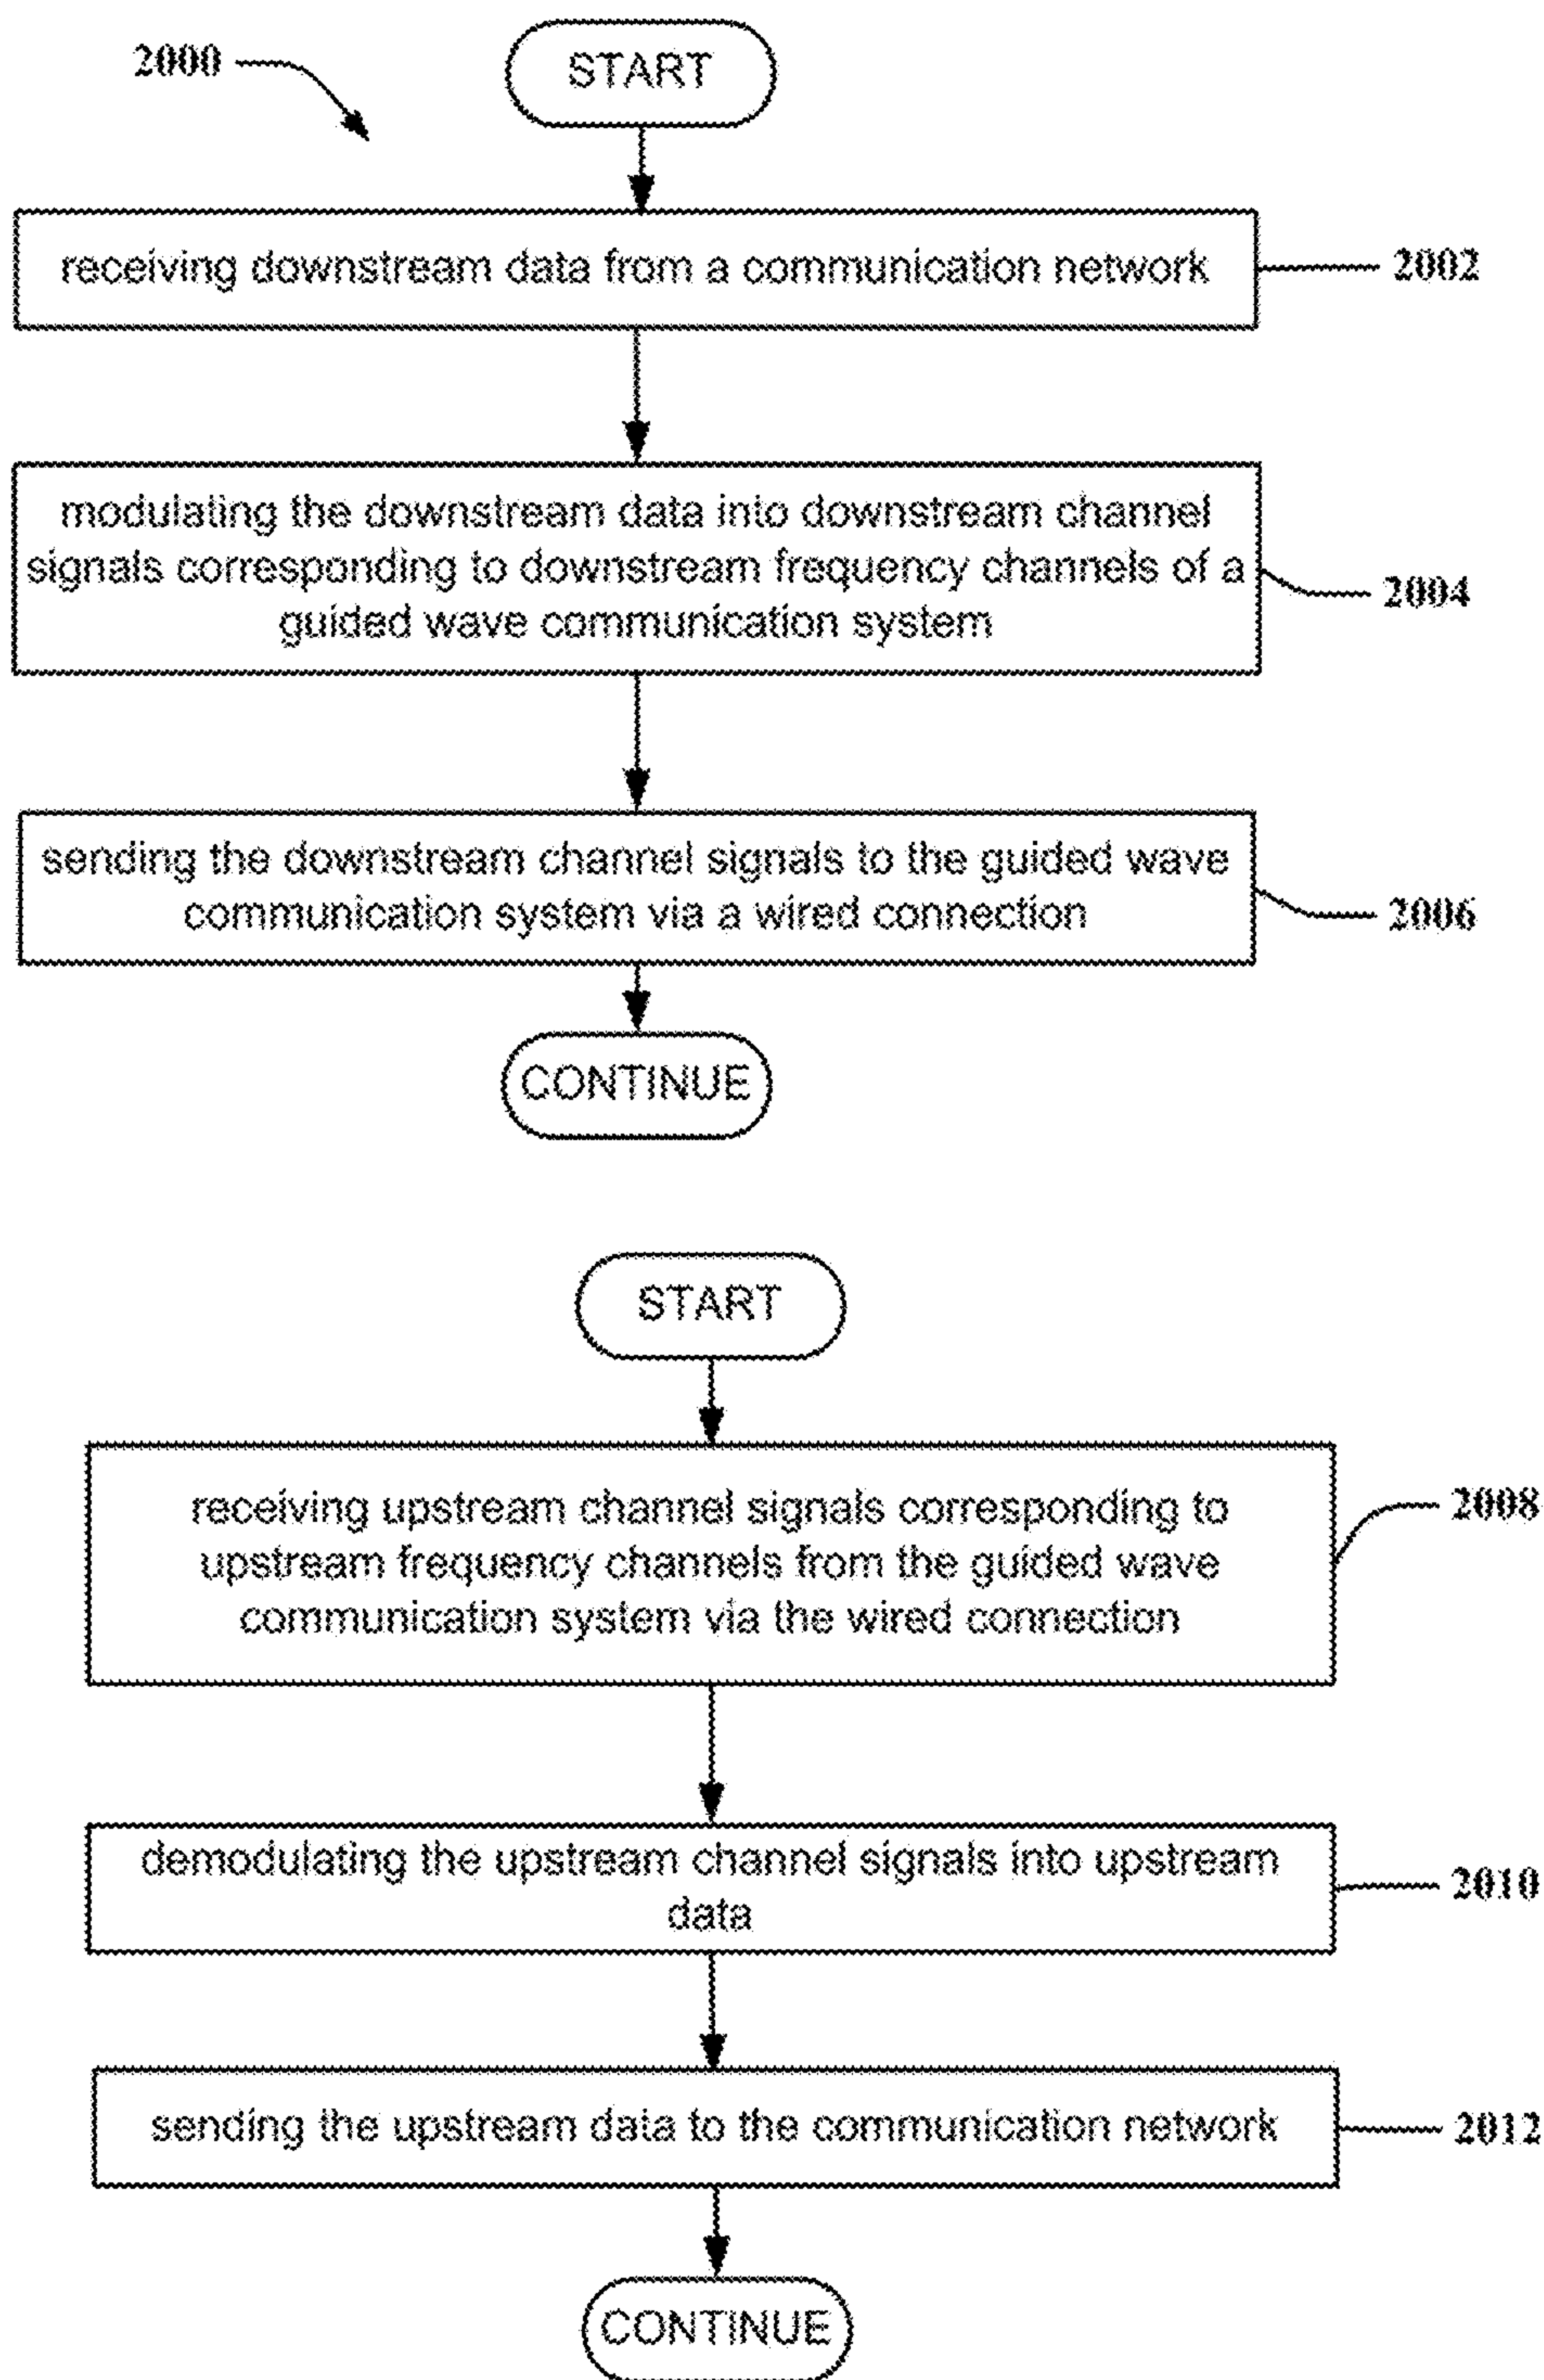 2000
START
receiving downstream data from a communication network
2002
modulating the downstream data into downstream channel
signals corresponding to downstream frequency channels of a
guided wave communication system
2004
sending the downstream channel signals to the guided wave
communication system via a wired connection
2006
CONTINUE
START
receiving upstream channel signals corresponding to
upstream frequency channels from the guided wave
communication system via the wired connection
2008
demodulating the upstream channel signals into upstream
data
2010
sending the upstream data to the communication network
2012
CONTINUE